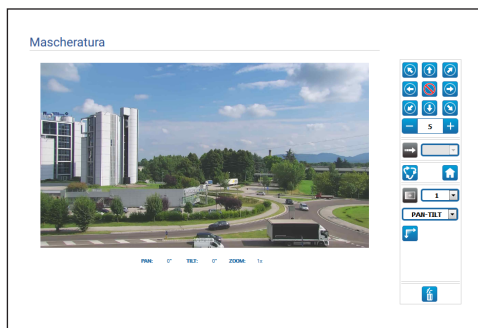 Mascheratura
5
1
PAN-TILT
PAN: 0° TILT: 0° ZOOM: 1x